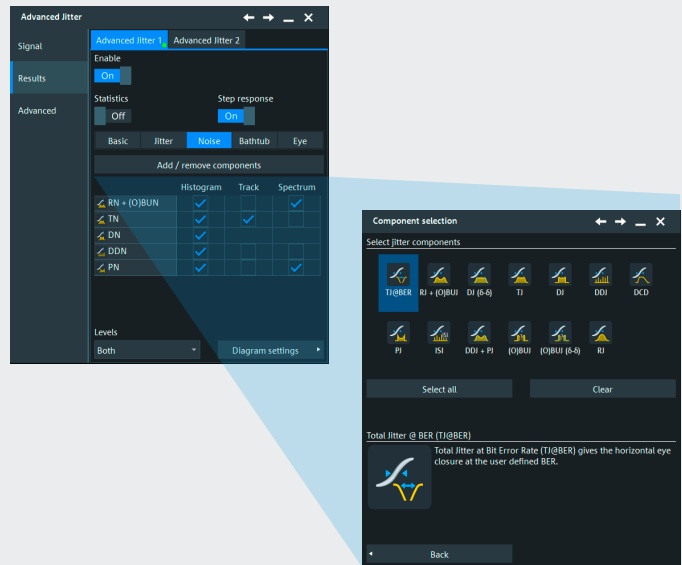 Advanced Jitter
Signal
Results
Advanced
Advanced Jitter 1
Advanced Jitter 2
Enable
On
Statistics
Step response
Off
On
Basic
Jitter
Noise
Bathtub
Eye
Add / remove components
Histogram
Track
Spectrum
RN + (O)BUN
TN
DN
DDN
PN
Levels
Both
Diagram settings
Component selection
Select jitter components
TJ@BER
RJ + (O)BUJ
DJ (δ-δ)
TJ
DJ
DDJ
DCD
PJ
ISI
DDJ + PJ
(O)BUJ
(O)BUJ (δ-δ)
RJ
Select all
Clear
Total Jitter @ BER (TJ@BER)
Total Jitter at Bit Error Rate (TJ@BER) gives the horizontal eye
closure at the user defined BER.
Back